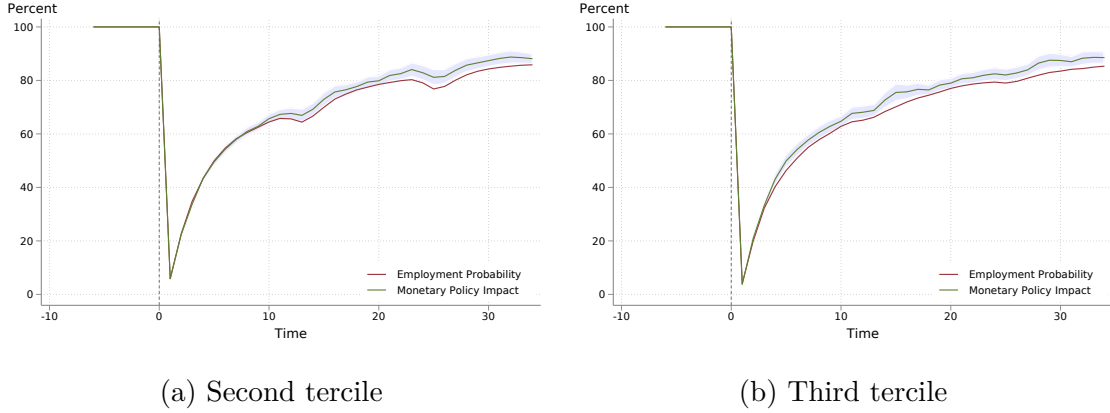 Percent
100
80
60
40
20
0
Employment Probability
Monetary Policy Impact
-10 0 10 20 30
Time
(a) Second tercile
Percent
100
80
60
40
20
0
Employment Probability
Monetary Policy Impact
-10 0 10 20 30
Time
(b) Third tercile